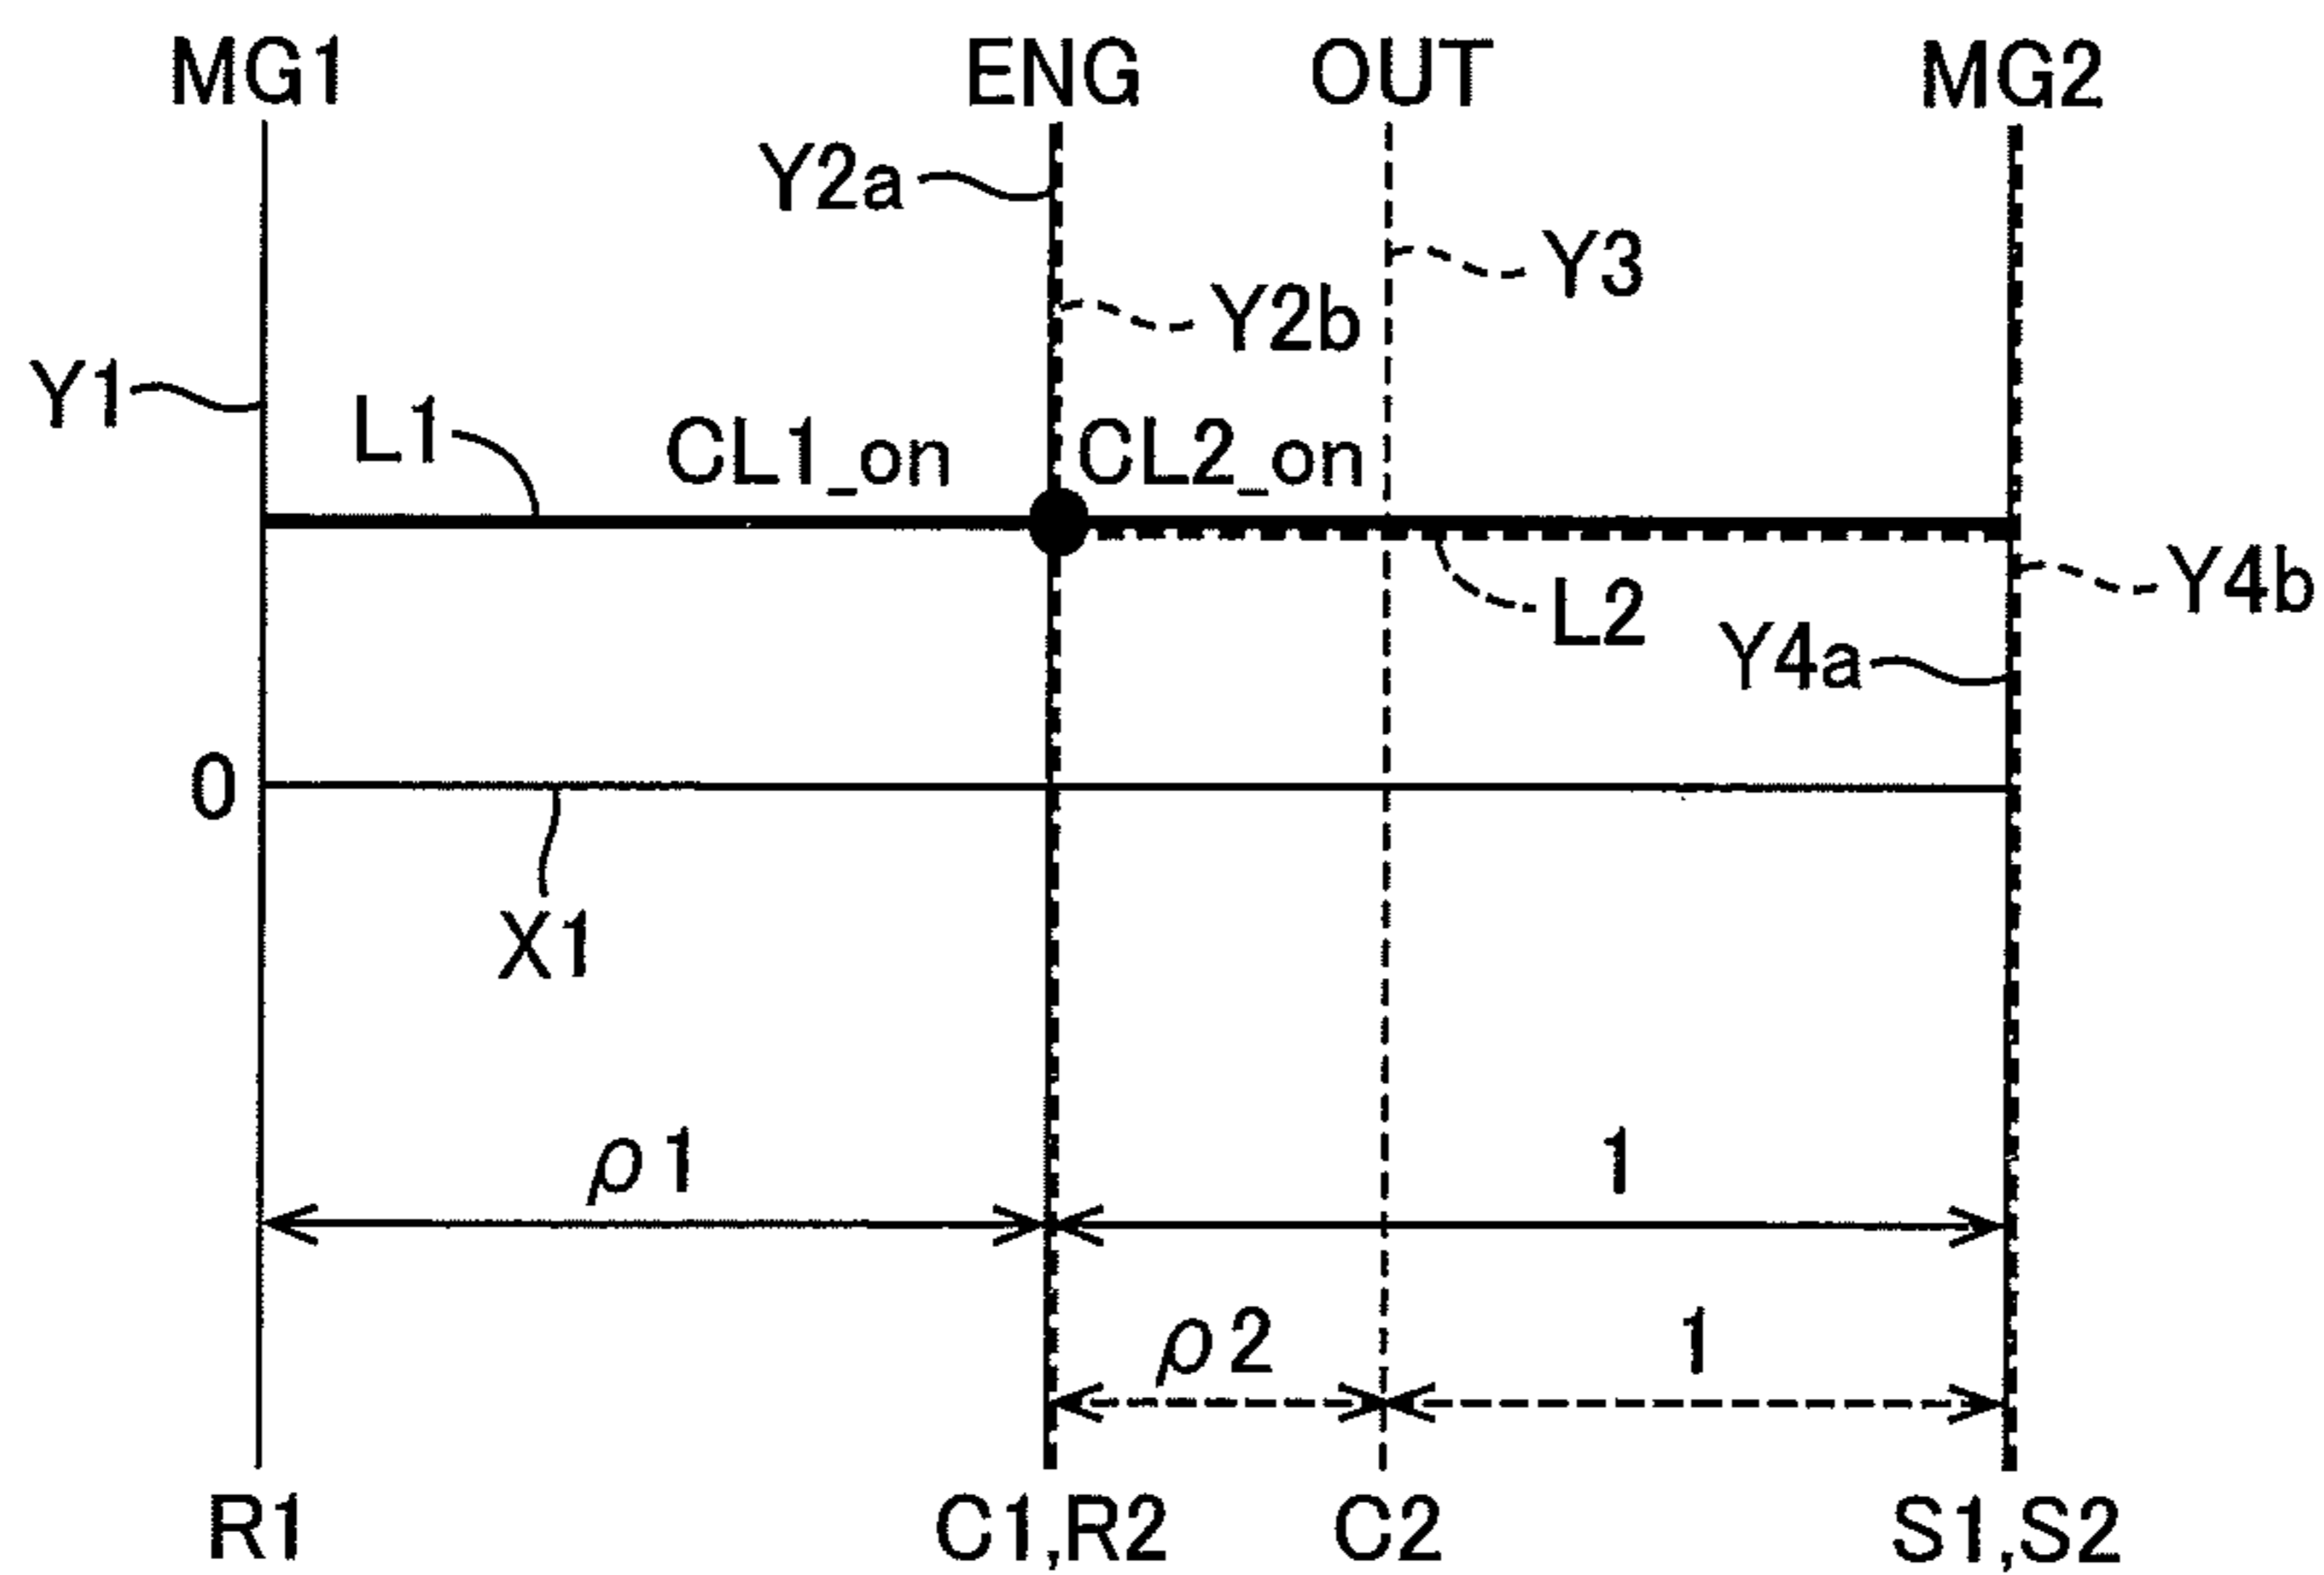 MG1 ENG OUT MG2
Y2a
Y3
Y2b
Y1
L1
CL1_on CL2_on
Y4b
L2
Y4a
0
X1
ρ1 1
ρ2 1
R1 C1,R2 C2 S1,S2